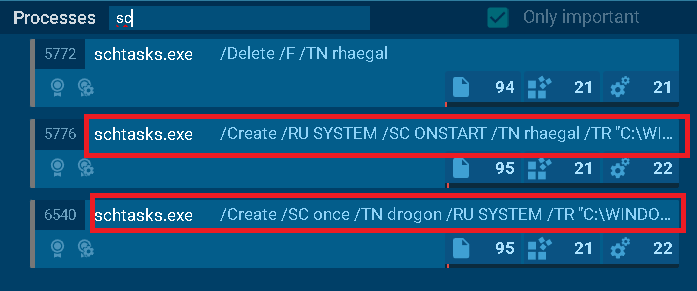 Processes sc Only important
5772 schtasks.exe /Delete /F /TN rhaegal
94 21 21
5776 schtasks.exe /Create /RU SYSTEM /SC ONSTART /TN rhaegal /TR "C:\WI...
95 21 22
6540 schtasks.exe /Create /SC once /TN drogon /RU SYSTEM /TR "C:\WINDO...
95 21 22